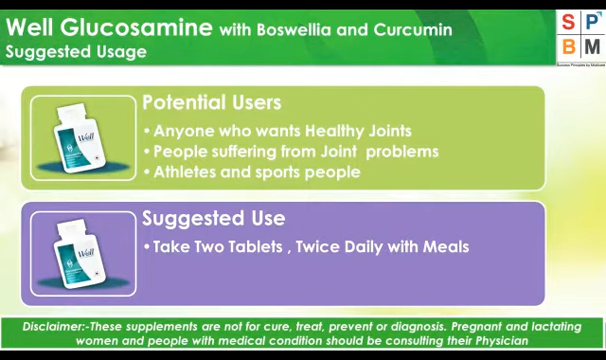 Well Glucosamine with Boswellia and Curcumin
Suggested Usage
S P
B M
Potential Users
• Anyone who wants Healthy Joints
• People suffering from Joint problems
• Athletes and sports people
Well
Suggested Use
• Take Two Tablets , Twice Daily with Meals
Well
Disclaimer:-These supplements are not for cure, treat, prevent or diagnosis. Pregnant and lactating
women and people with medical condition should be consulting their Physician